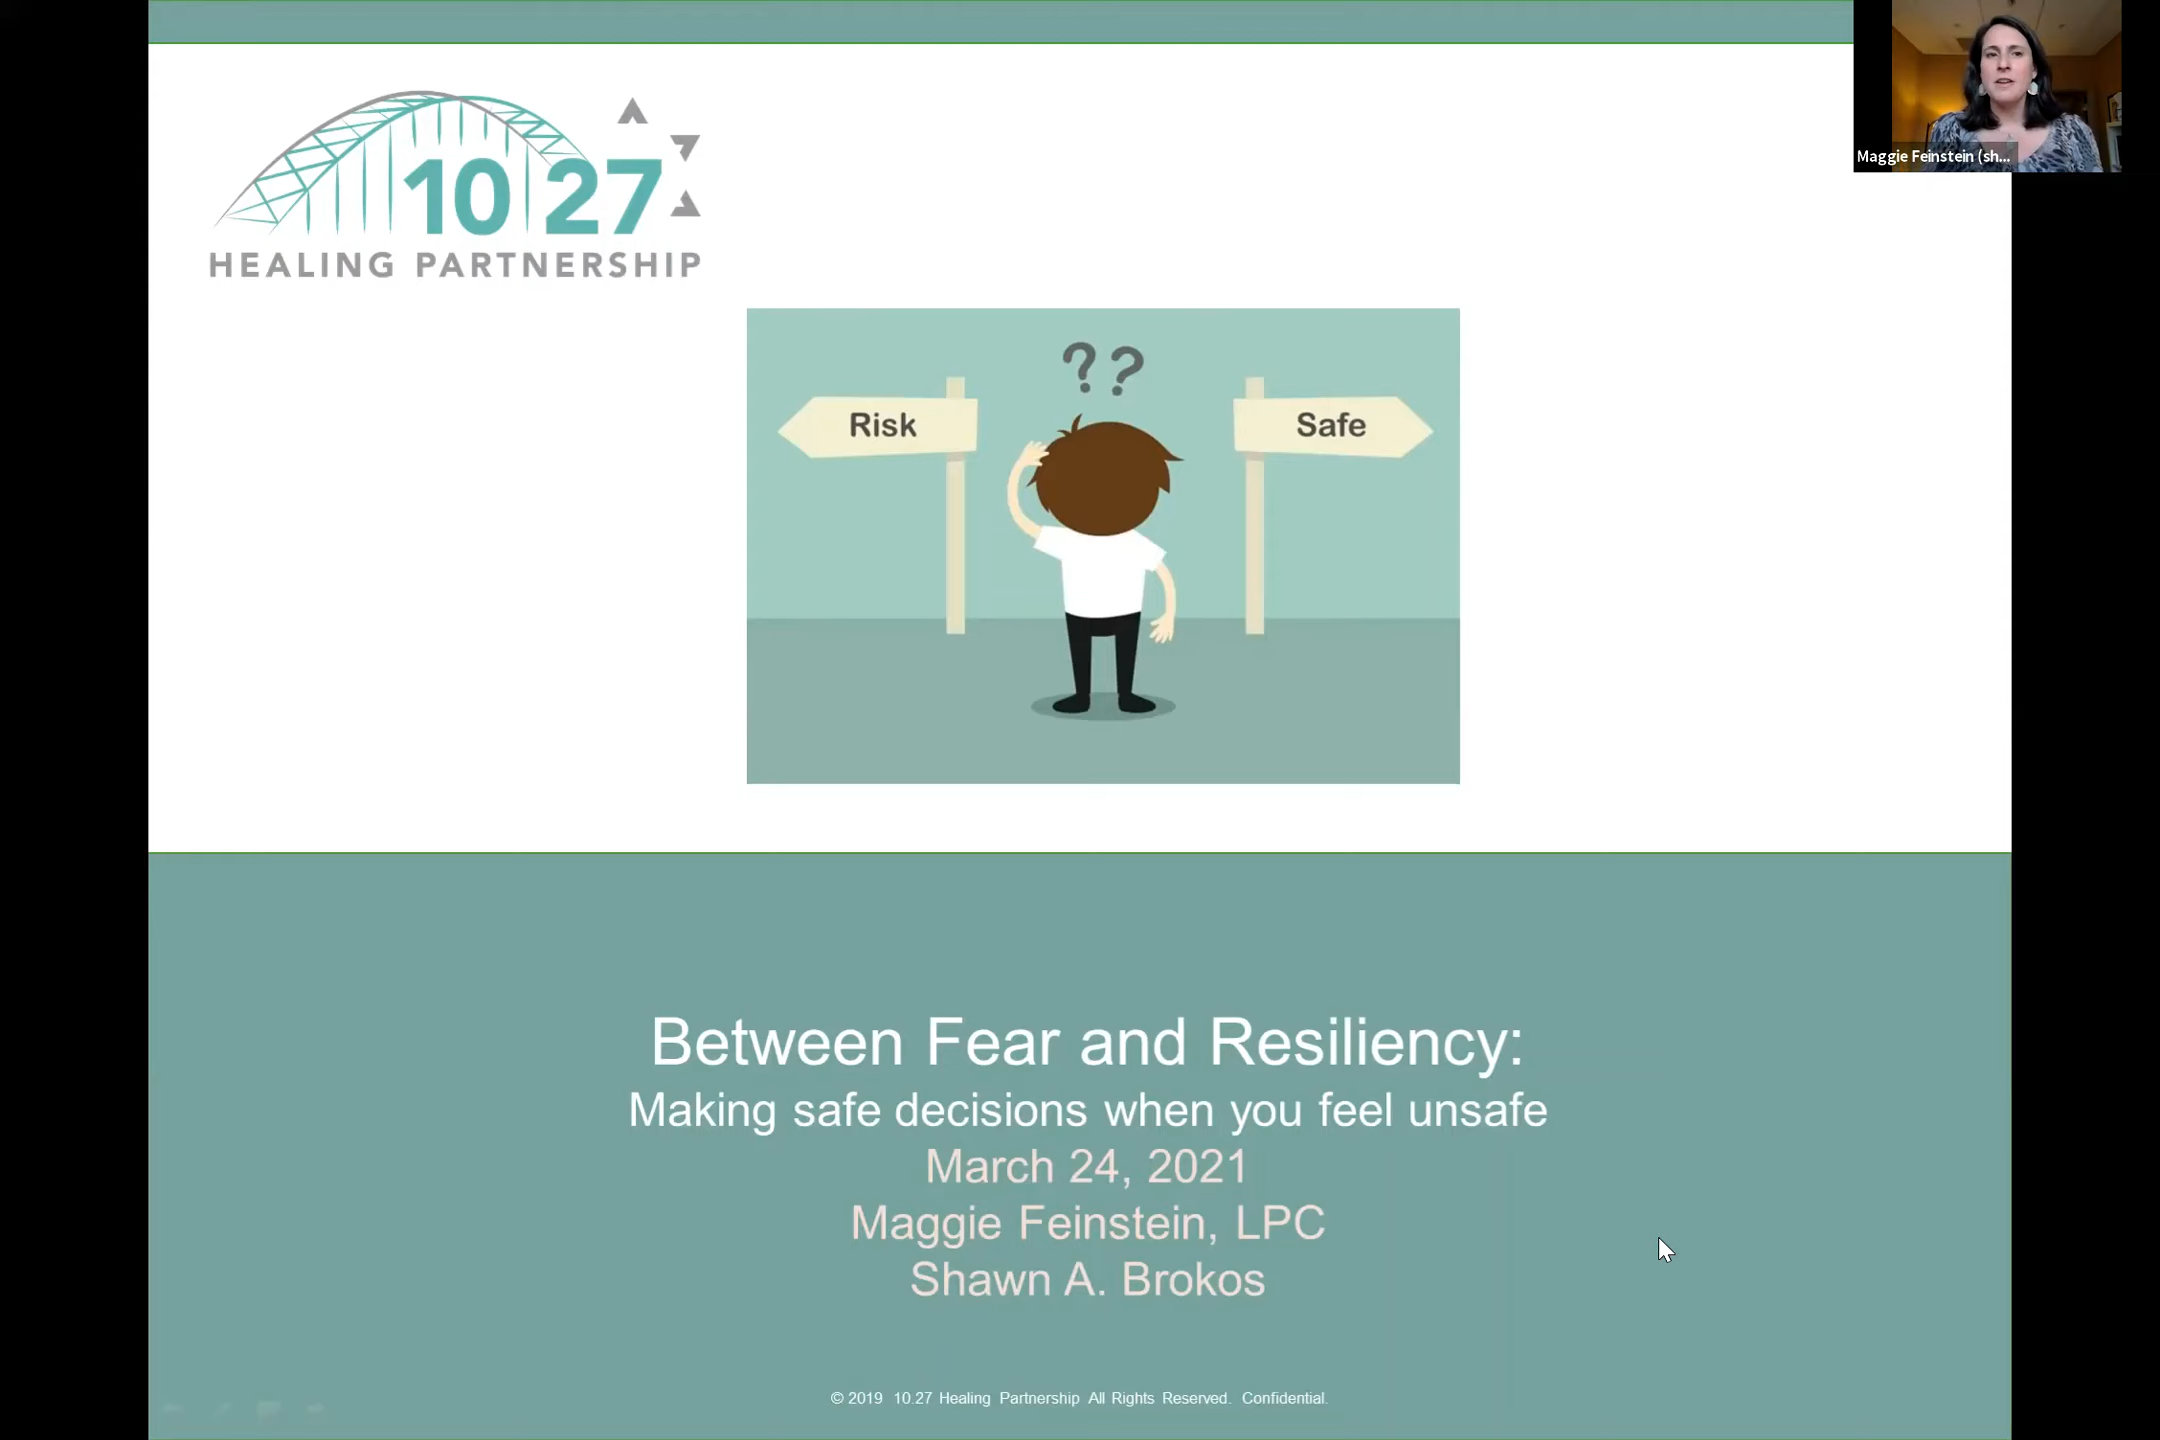 Maggie Feinstein (sh...
10 27
HEALING PARTNERSHIP
??
Risk
Safe
Between Fear and Resiliency:
Making safe decisions when you feel unsafe
March 24, 2021
Maggie Feinstein, LPC
Shawn A. Brokos
© 2019 10.27 Healing Partnership All Rights Reserved. Confidential.